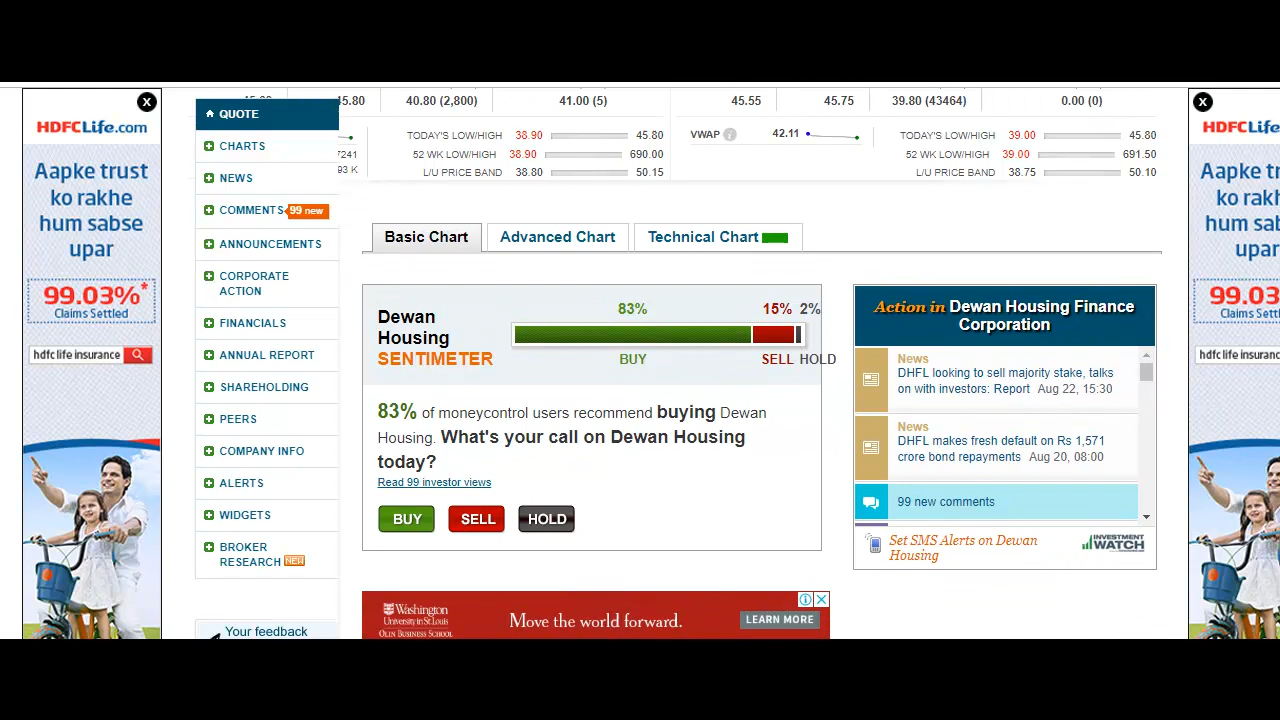 45.80 40.80 (2,800) 41.00 (5) 45.55 45.75 39.80 (43464) 0.00 (0)
X
HDFCLife.com
Aapke trust
ko rakhe
hum sabse
upar
99.03%*
Claims Settled
hdfc life insurance
QUOTE
CHARTS
NEWS
COMMENTS 99 new
ANNOUNCEMENTS
CORPORATE
ACTION
FINANCIALS
ANNUAL REPORT
SHAREHOLDING
PEERS
COMPANY INFO
ALERTS
WIDGETS
BROKER
RESEARCH NEW
Your feedback
7241
93 K
TODAY'S LOW/HIGH 38.90 45.80
52 WK LOW/HIGH 38.90 690.00
L/U PRICE BAND 38.80 50.15
VWAP i 42.11
TODAY'S LOW/HIGH 39.00 45.80
52 WK LOW/HIGH 39.00 691.50
L/U PRICE BAND 38.75 50.10
Basic Chart Advanced Chart Technical Chart
Dewan
Housing
SENTIMETER
83% 15% 2%
BUY SELL HOLD
83% of moneycontrol users recommend buying Dewan
Housing. What's your call on Dewan Housing
today?
Read 99 investor views
BUY SELL HOLD
Action in Dewan Housing Finance
Corporation
News
DHFL looking to sell majority stake, talks
on with investors: Report Aug 22, 15:30
News
DHFL makes fresh default on Rs 1,571
crore bond repayments Aug 20, 08:00
99 new comments
Set SMS Alerts on Dewan
Housing
INVESTMENT
WATCH
Washington
University in St. Louis
OLIN BUSINESS SCHOOL
Move the world forward.
LEARN MORE
X
HDFCLife
Aapke t
ko rakhe
hum sabse
upar
99.03
Claims Settled
hdfc life insuranc